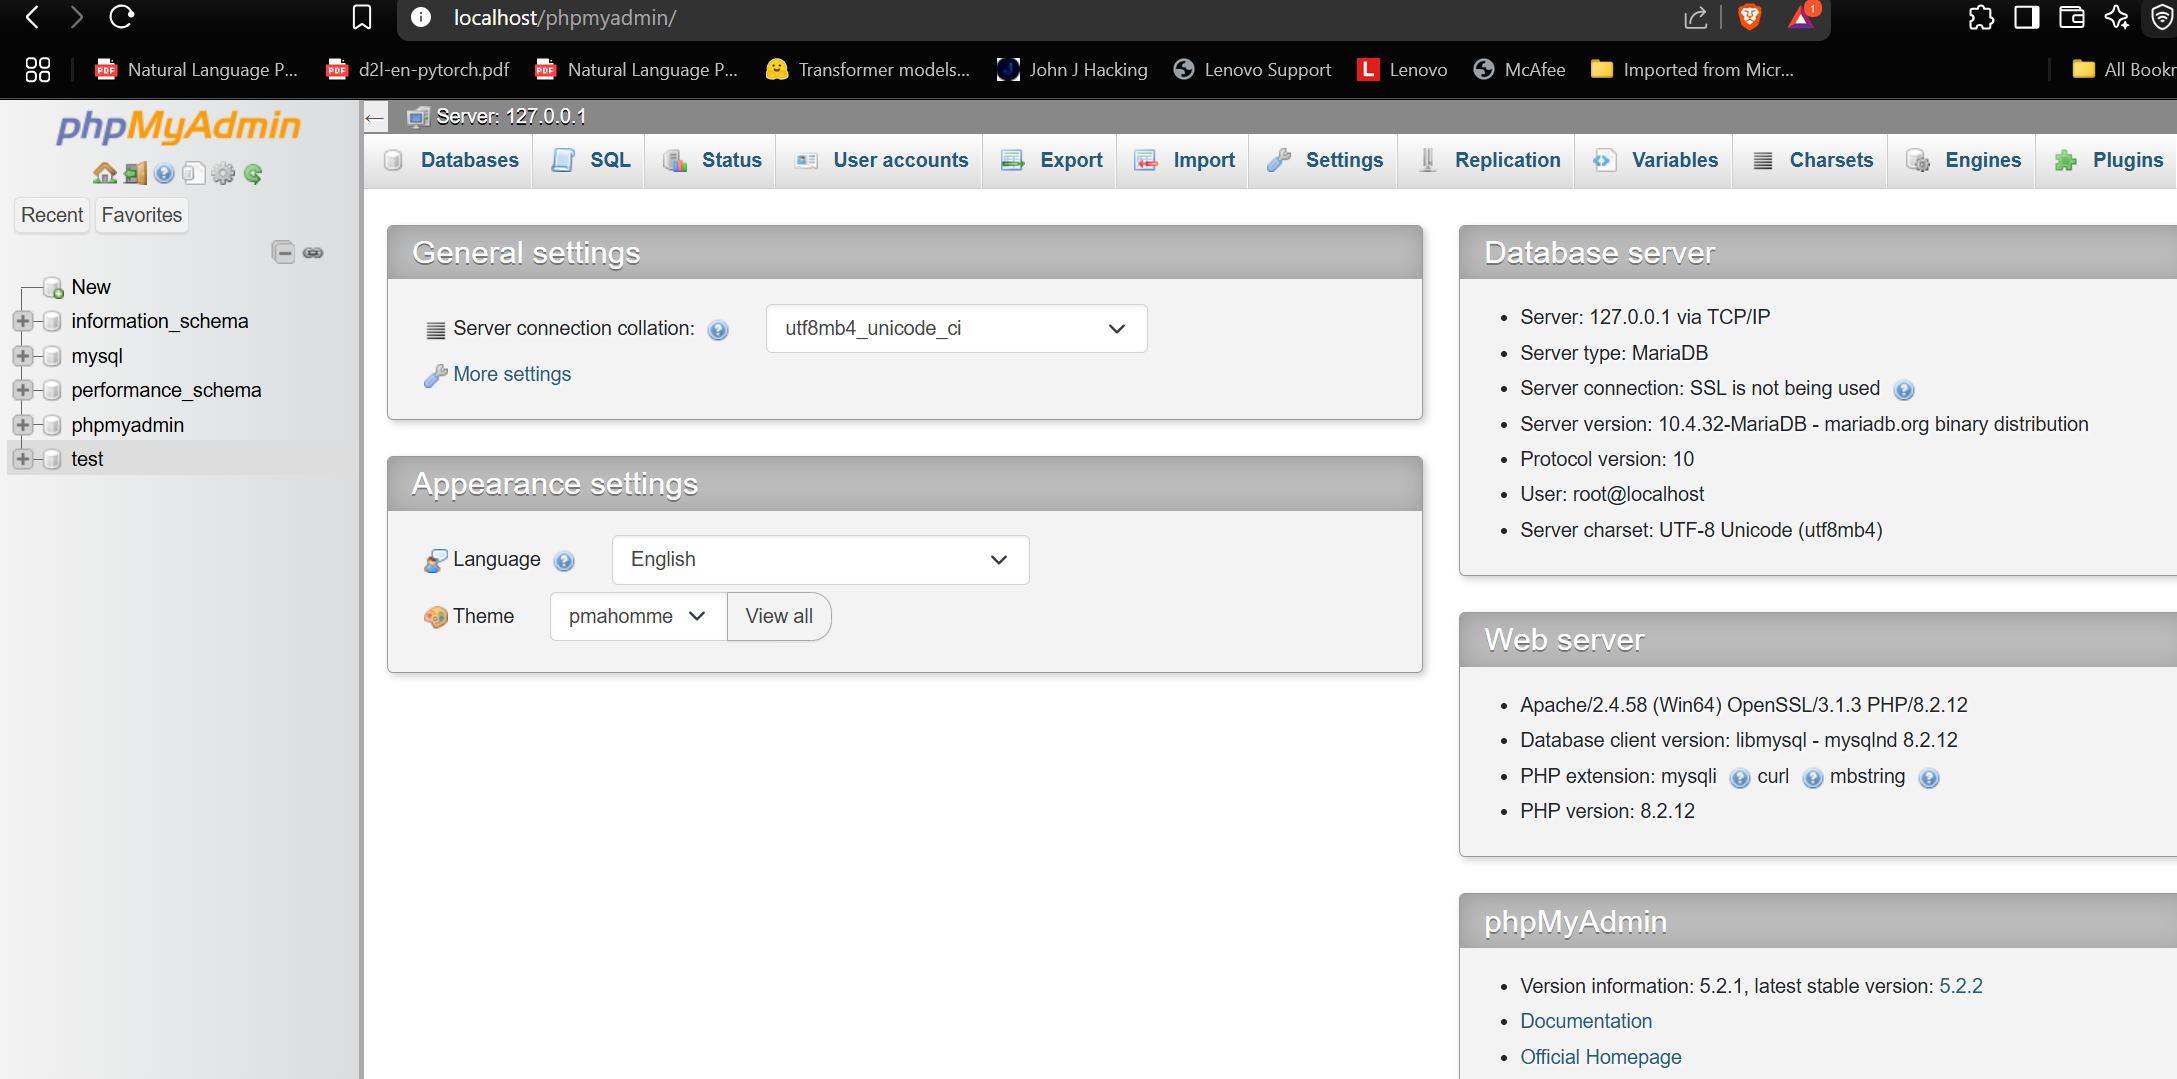 localhost/phpmyadmin/
1
Natural Language P...
d2l-en-pytorch.pdf
Natural Language P...
Transformer models...
John J Hacking
Lenovo Support
Lenovo
McAfee
Imported from Micr...
All Bookr
phpMyAdmin
Recent
Favorites
New
information_schema
mysql
performance_schema
phpmyadmin
test
Server: 127.0.0.1
Databases
SQL
Status
User accounts
Export
Import
Settings
Replication
Variables
Charsets
Engines
Plugins
General settings
Server connection collation:
utf8mb4_unicode_ci
More settings
Appearance settings
Language
English
Theme
pmahomme
View all
Database server
Server: 127.0.0.1 via TCP/IP
Server type: MariaDB
Server connection: SSL is not being used
Server version: 10.4.32-MariaDB - mariadb.org binary distribution
Protocol version: 10
User: root@localhost
Server charset: UTF-8 Unicode (utf8mb4)
Web server
Apache/2.4.58 (Win64) OpenSSL/3.1.3 PHP/8.2.12
Database client version: libmysql - mysqlnd 8.2.12
PHP extension: mysqli curl mbstring
PHP version: 8.2.12
phpMyAdmin
Version information: 5.2.1, latest stable version: 5.2.2
Documentation
Official Homepage